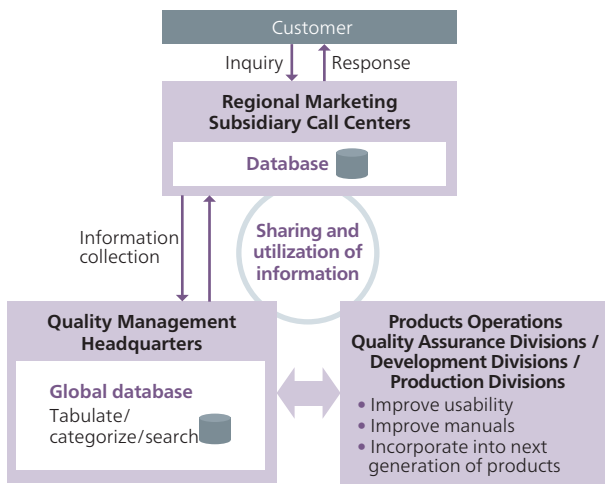 Customer
Inquiry
Response
Regional Marketing
Subsidiary Call Centers
Database
Information
collection
Sharing and
utilization of
information
Quality Management
Headquarters
Global database
Tabulate/
categorize/search
Products Operations
Quality Assurance Divisions /
Development Divisions /
Production Divisions
• Improve usability
• Improve manuals
• Incorporate into next
generation of products